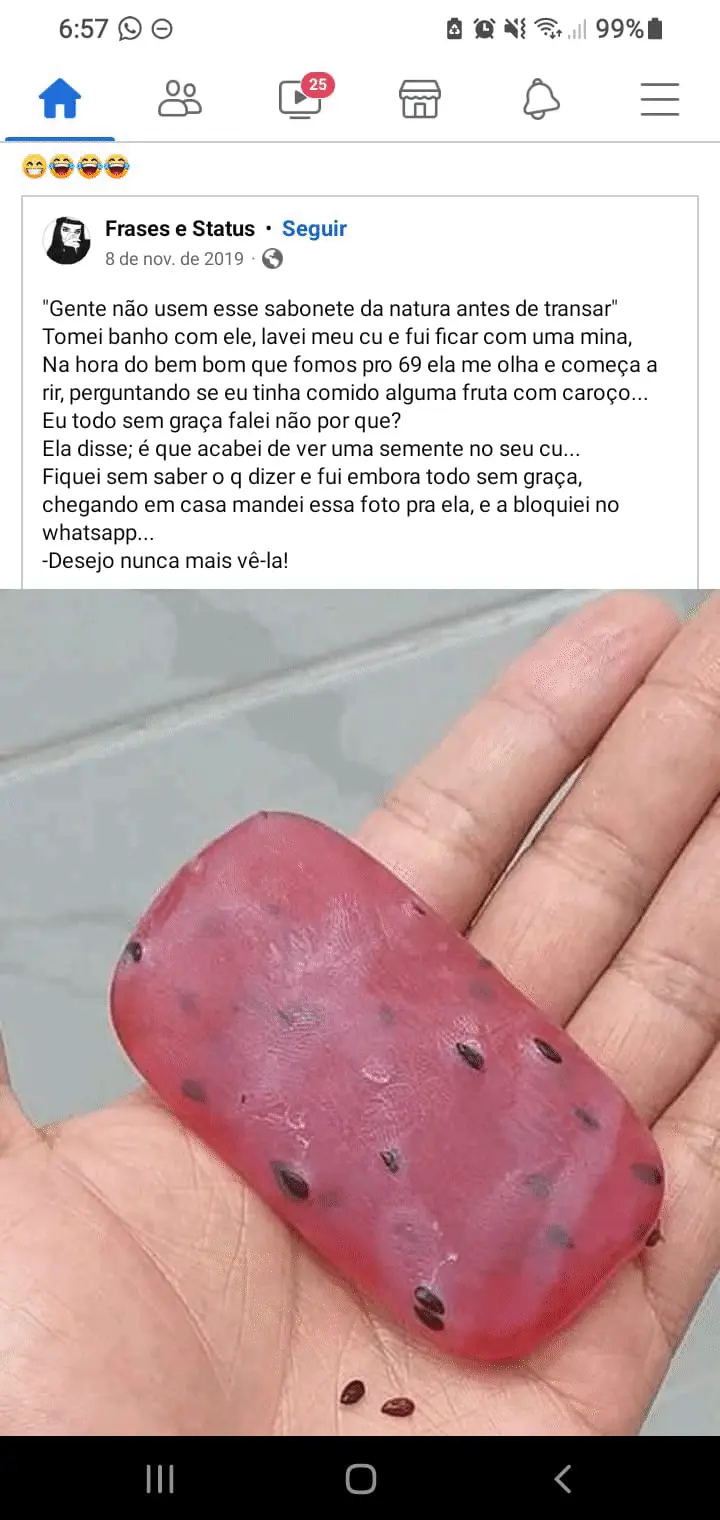 6:57 99%
25
Frases e Status • Seguir
8 de nov. de 2019 ·
"Gente não usem esse sabonete da natura antes de transar"
Tomei banho com ele, lavei meu cu e fui ficar com uma mina,
Na hora do bem bom que fomos pro 69 ela me olha e começa a
rir, perguntando se eu tinha comido alguma fruta com caroço...
Eu todo sem graça falei não por que?
Ela disse; é que acabei de ver uma semente no seu cu...
Fiquei sem saber o q dizer e fui embora todo sem graça,
chegando em casa mandei essa foto pra ela, e a bloquiei no
whatsapp...
-Desejo nunca mais vê-la!